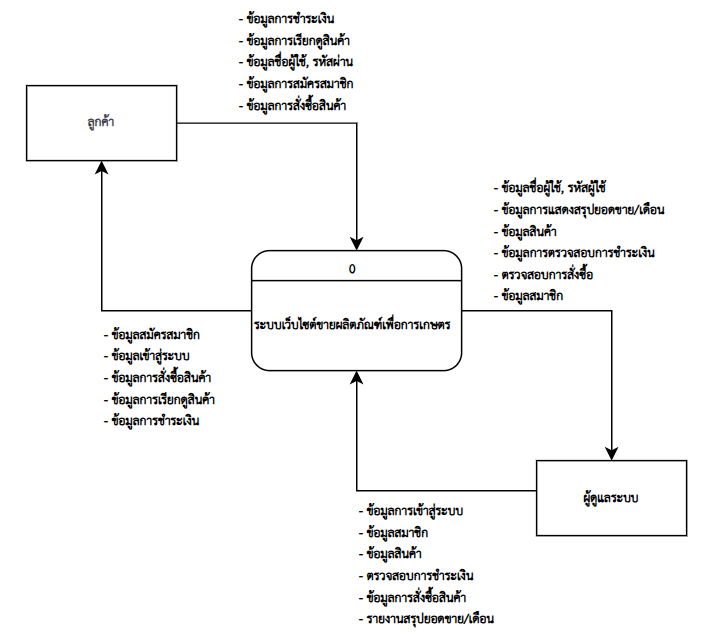 - ข้อมูลการชำระเงิน
- ข้อมูลการเรียกดูสินค้า
- ข้อมูลชื่อผู้ใช้, รหัสผ่าน
- ข้อมูลการสมัครสมาชิก
- ข้อมูลการสั่งซื้อสินค้า
ลูกค้า
- ข้อมูลชื่อผู้ใช้, รหัสผู้ใช้
- ข้อมูลการแสดงสรุปยอดขาย/เดือน
- ข้อมูลสินค้า
- ข้อมูลการตรวจสอบการชำระเงิน
- ตรวจสอบการสั่งซื้อ
- ข้อมูลสมาชิก
0
ระบบเว็บไซต์ขายผลิตภัณฑ์เพื่อการเกษตร
- ข้อมูลสมัครสมาชิก
- ข้อมูลเข้าสู่ระบบ
- ข้อมูลการสั่งซื้อสินค้า
- ข้อมูลการเรียกดูสินค้า
- ข้อมูลการชำระเงิน
ผู้ดูแลระบบ
- ข้อมูลการเข้าสู่ระบบ
- ข้อมูลสมาชิก
- ข้อมูลสินค้า
- ตรวจสอบการชำระเงิน
- ข้อมูลการสั่งซื้อสินค้า
- รายงานสรุปยอดขาย/เดือน